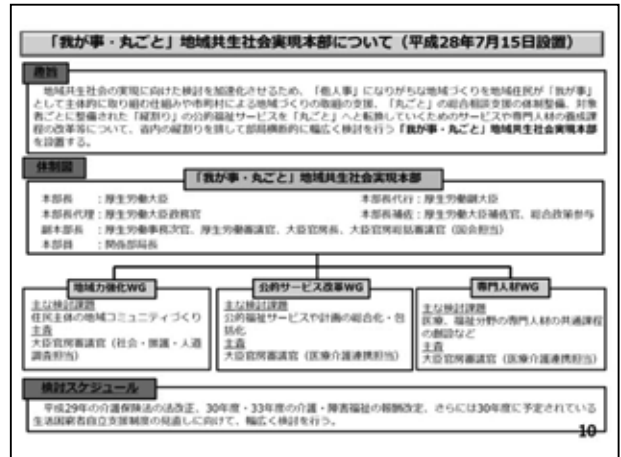 「我が事・丸ごと」地域共生社会実現本部について（平成28年7月15日設置）
趣旨
地域共生社会の実現に向けた検討を加速化させるため、「他人事」になりがちな地域づくりを地域住民が「我が事」
として主体的に取り組む仕組みや市町村による地域づくりの取組の支援、「丸ごと」の総合相談支援の体制整備、対象
者ごとに整備された「縦割り」の公的福祉サービスを「丸ごと」へと転換していくためのサービスや専門人材の養成課
程の改革等について、省内の縦割りを排して部局横断的に幅広く検討を行う「我が事・丸ごと」地域共生社会実現本部
を設置する。
体制図
「我が事・丸ごと」地域共生社会実現本部
本部長　：厚生労働大臣　本部長代行：厚生労働副大臣
本部長代理：厚生労働大臣政務官　本部長補佐：厚生労働大臣補佐官、総合政策参与
副本部長　：厚生労働事務次官、厚生労働審議官、大臣官房長、大臣官房総括審議官（国会担当）
本部員　：関係部局長
地域力強化WG
主な検討課題
住民主体の地域コミュニティづくり
主査
大臣官房審議官（社会・援護・人道
調査担当）
公的サービス改革WG
主な検討課題
公的福祉サービスや計画の総合化・包
括化
主査
大臣官房審議官（医療介護連携担当）
専門人材WG
主な検討課題
医療、福祉分野の専門人材の共通課程
の創設など
主査
大臣官房審議官（医療介護連携担当）
検討スケジュール
平成29年の介護保険法の法改正、30年度・33年度の介護・障害福祉の報酬改定、さらには30年度に予定されている
生活困窮者自立支援制度の見直しに向けて、幅広く検討を行う。
10